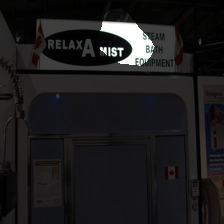 RELAX A MIST
STEAM
BATH
EQUIPMENT